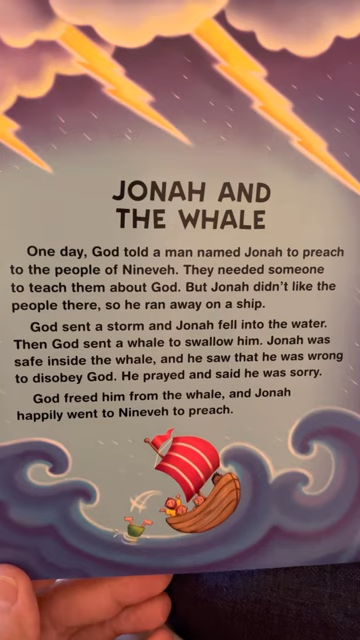 JONAH AND
THE WHALE
One day, God told a man named Jonah to preach
to the people of Nineveh. They needed someone
to teach them about God. But Jonah didn't like the
people there, so he ran away on a ship.
God sent a storm and Jonah fell into the water.
Then God sent a whale to swallow him. Jonah was
safe inside the whale, and he saw that he was wrong
to disobey God. He prayed and said he was sorry.
God freed him from the whale, and Jonah
happily went to Nineveh to preach.